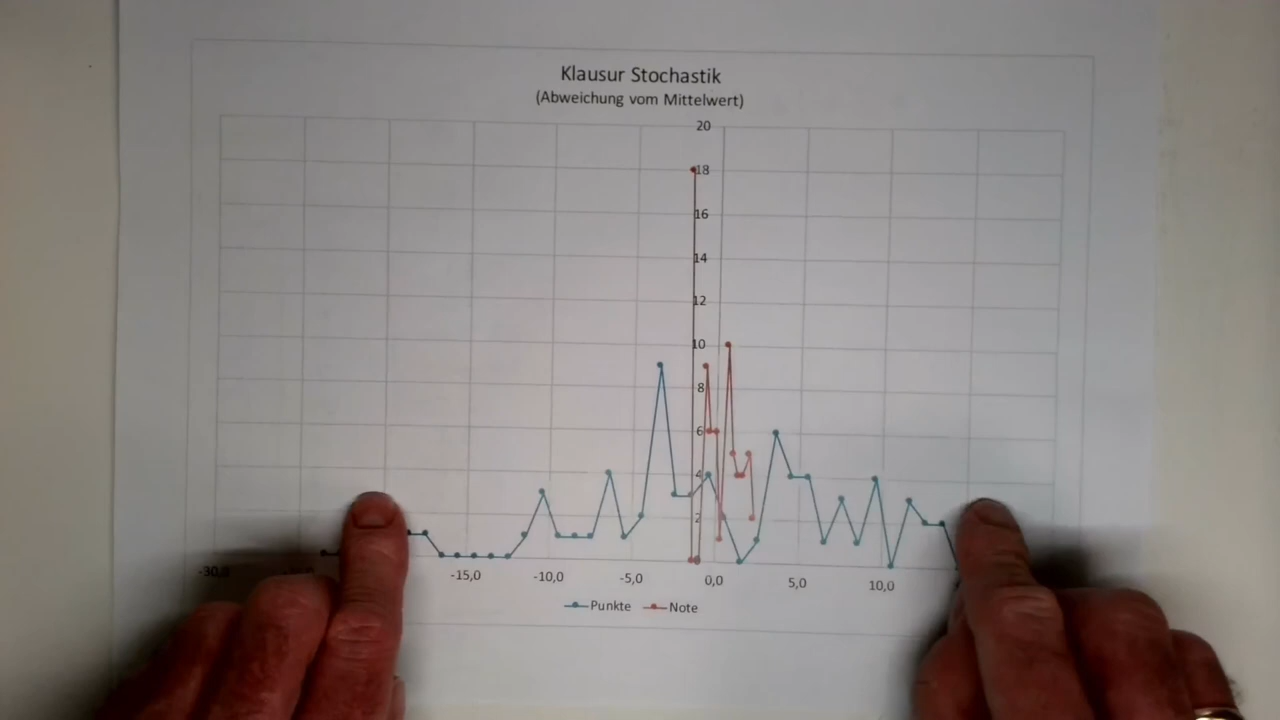 Klausur Stochastik
(Abweichung vom Mittelwert)
20
18
16
14
12
10
8
6
4
2
-30,0 -15,0 -10,0 -5,0 0,0 5,0 10,0
Punkte Note